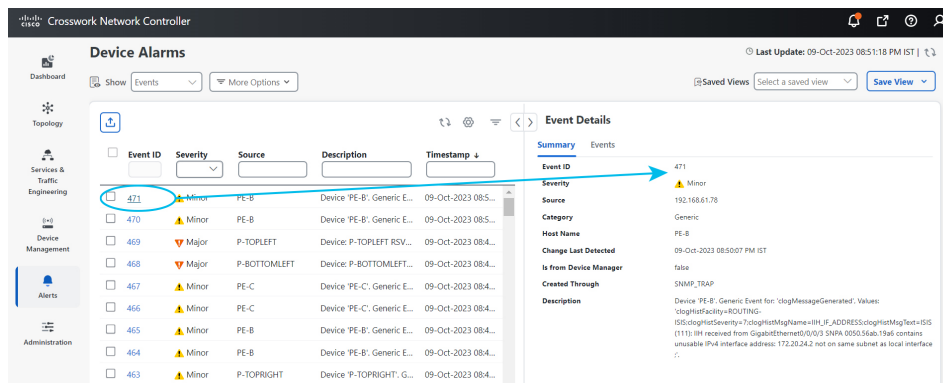 cisco Crosswork Network Controller
Device Alarms
Last Update: 09-Oct-2023 08:51:18 PM IST |
Show Events More Options
Saved Views Select a saved view Save View
Dashboard
Topology
Services &
Traffic
Engineering
Device
Management
Alerts
Administration
Event ID Severity Source Description Timestamp
471 Minor PE-B Device 'PE-B'. Generic E... 09-Oct-2023 08:5...
470 Minor PE-B Device 'PE-B'. Generic E... 09-Oct-2023 08:5...
469 Major P-TOPLEFT Device: P-TOPLEFT RSV... 09-Oct-2023 08:4...
468 Major P-BOTTOMLEFT Device: P-BOTTOMLEFT... 09-Oct-2023 08:4...
467 Minor PE-C Device 'PE-C'. Generic E... 09-Oct-2023 08:4...
466 Minor PE-C Device 'PE-C'. Generic E... 09-Oct-2023 08:4...
465 Minor PE-B Device 'PE-B'. Generic E... 09-Oct-2023 08:4...
464 Minor PE-B Device 'PE-B'. Generic E... 09-Oct-2023 08:4...
463 Minor P-TOPRIGHT Device 'P-TOPRIGHT'. G... 09-Oct-2023 08:4...
Event Details
Summary Events
Event ID 471
Severity Minor
Source 192.168.61.78
Category Generic
Host Name PE-B
Change Last Detected 09-Oct-2023 08:50:07 PM IST
Is from Device Manager false
Created Through SNMP_TRAP
Description Device 'PE-B'. Generic Event for: 'clogMessageGenerated'. Values:
'clogHistFacility=ROUTING-
ISIS;clogHistSeverity=7;clogHistMsgName=IIH_IF_ADDRESS;clogHistMsgText=ISIS
(111): IIH received from GigabitEthernet0/0/0/3 SNPA 0050.56ab.19a6 contains
unusable IPv4 interface address: 172.20.24.2 not on same subnet as local interface
;'.